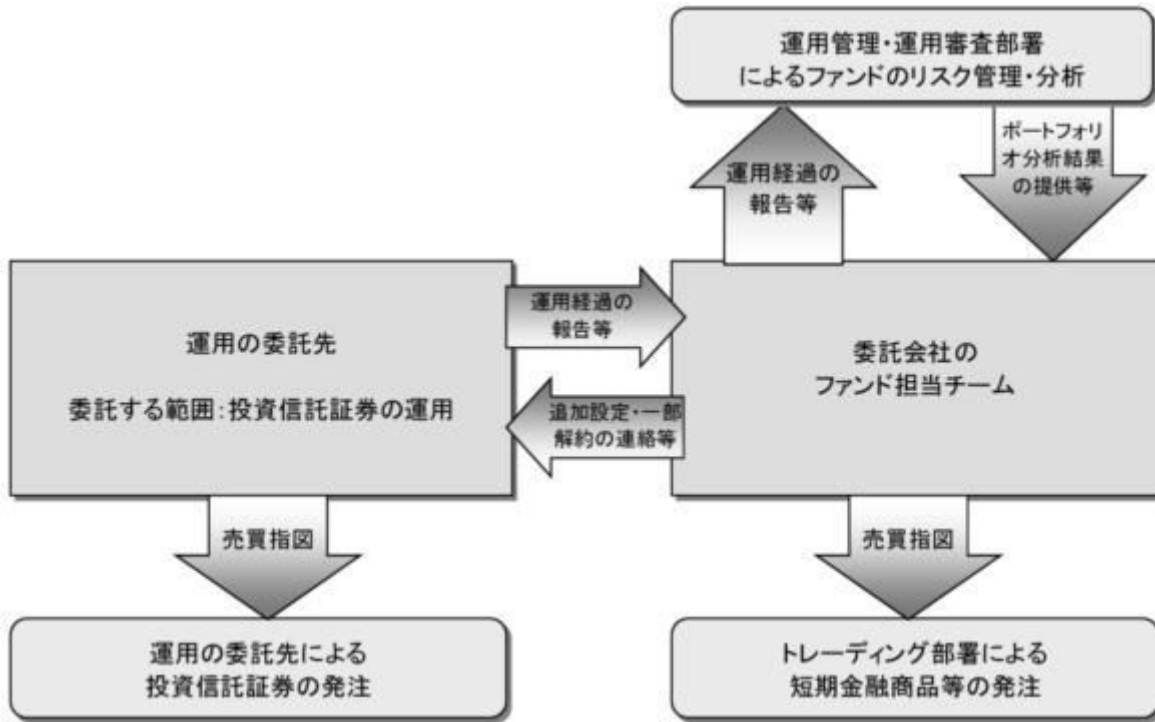 運用管理・運用審査部署
によるファンドのリスク管理・分析
運用経過の
報告等
ポートフォリ
オ分析結果
の提供等
運用の委託先
委託する範囲:投資信託証券の運用
運用経過の
報告等
追加設定・一部
解約の連絡等
委託会社の
ファンド担当チーム
売買指図
売買指図
運用の委託先による
投資信託証券の発注
トレーディング部署による
短期金融商品等の発注